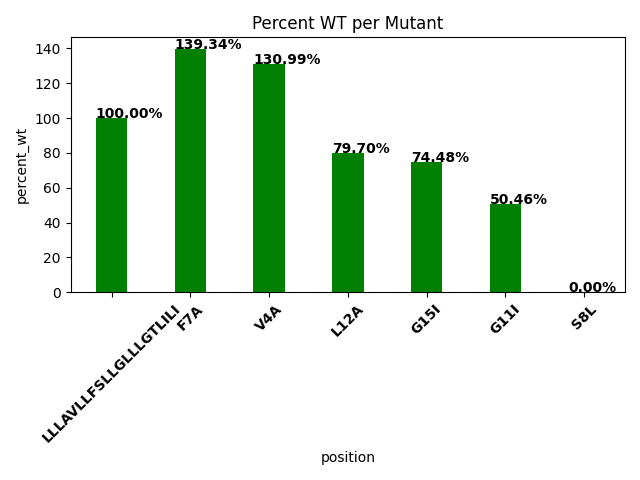 Percent WT per Mutant
percent_wt
140
120
100
80
60
40
20
0
100.00%
139.34%
130.99%
79.70%
74.48%
50.46%
0.00%
LLLAVLLFSLLGLLLGTLILI
F7A
V4A
L12A
G15I
G11I
S8L
position